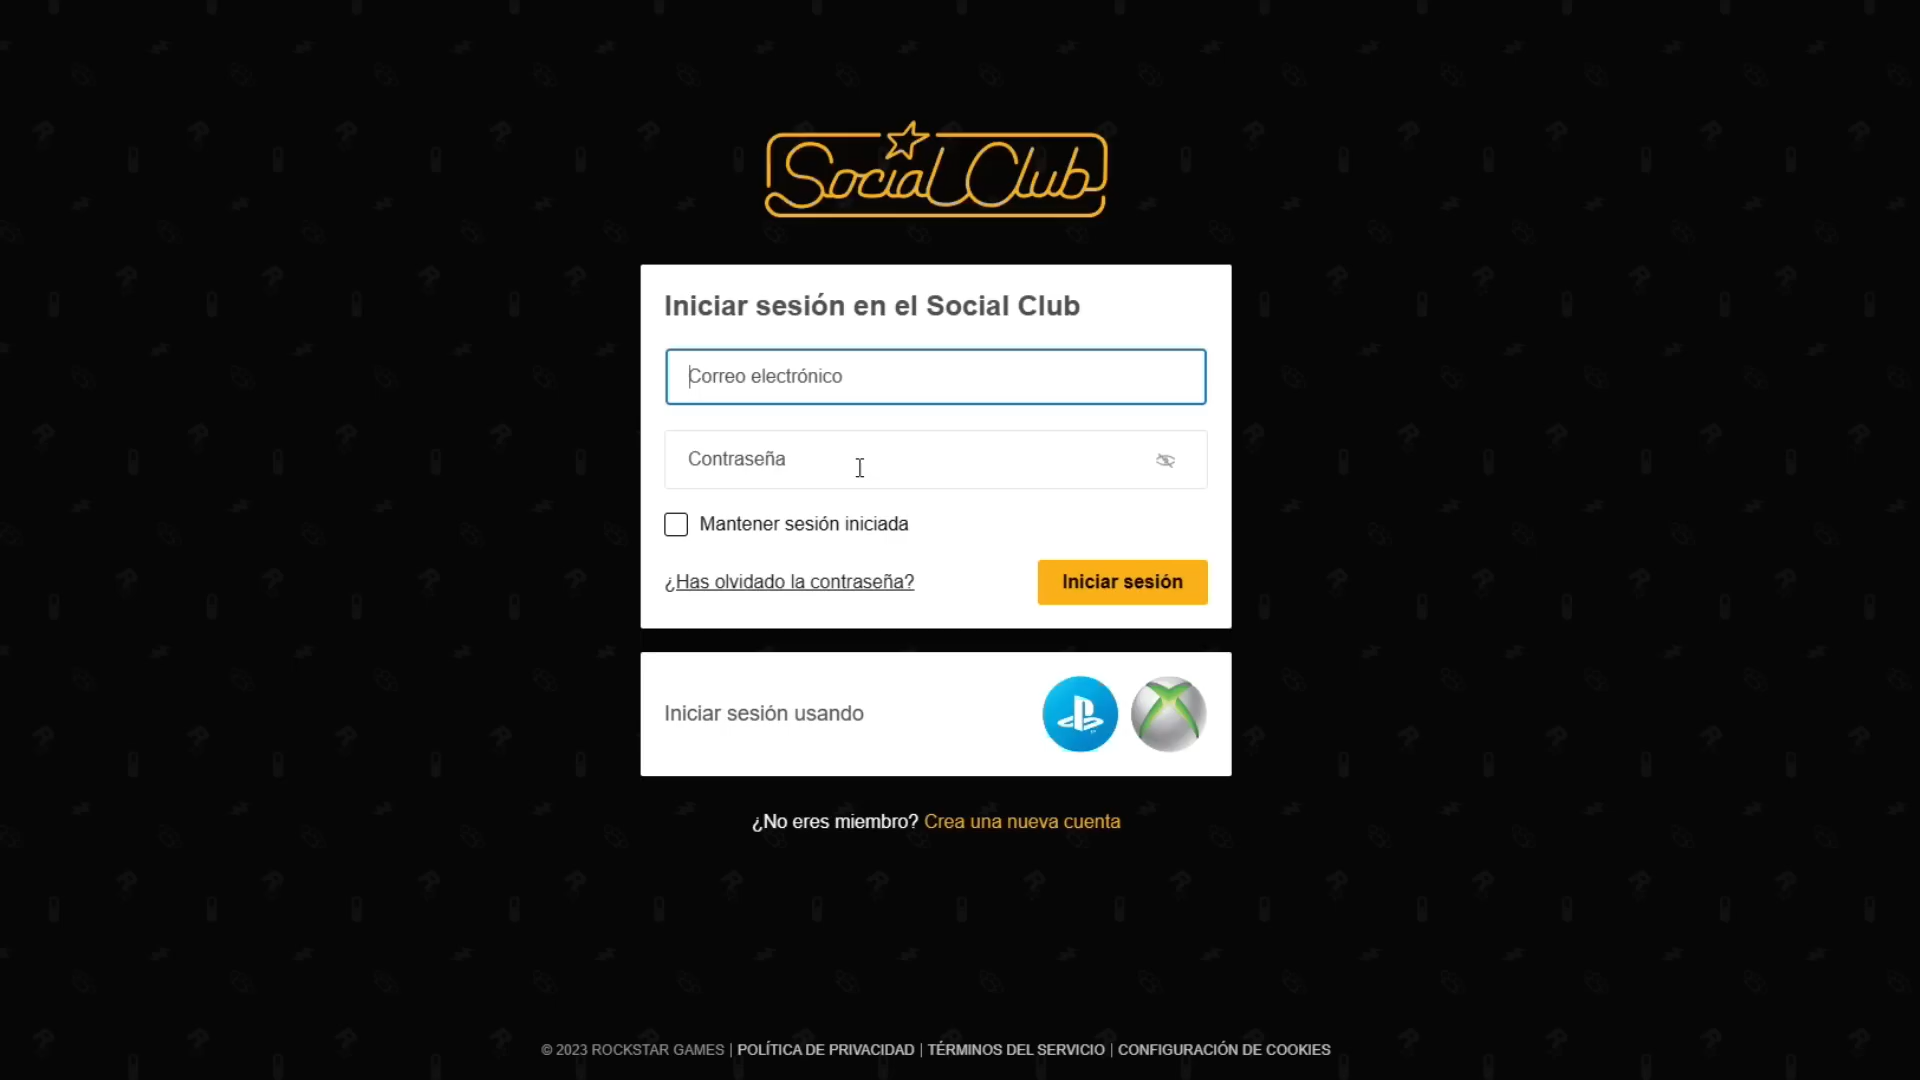 Social Club
Iniciar sesión en el Social Club
Correo electrónico
Contraseña
Mantener sesión iniciada
¿Has olvidado la contraseña?
Iniciar sesión
Iniciar sesión usando
¿No eres miembro? Crea una nueva cuenta
© 2023 ROCKSTAR GAMES | POLÍTICA DE PRIVACIDAD | TÉRMINOS DEL SERVICIO | CONFIGURACIÓN DE COOKIES